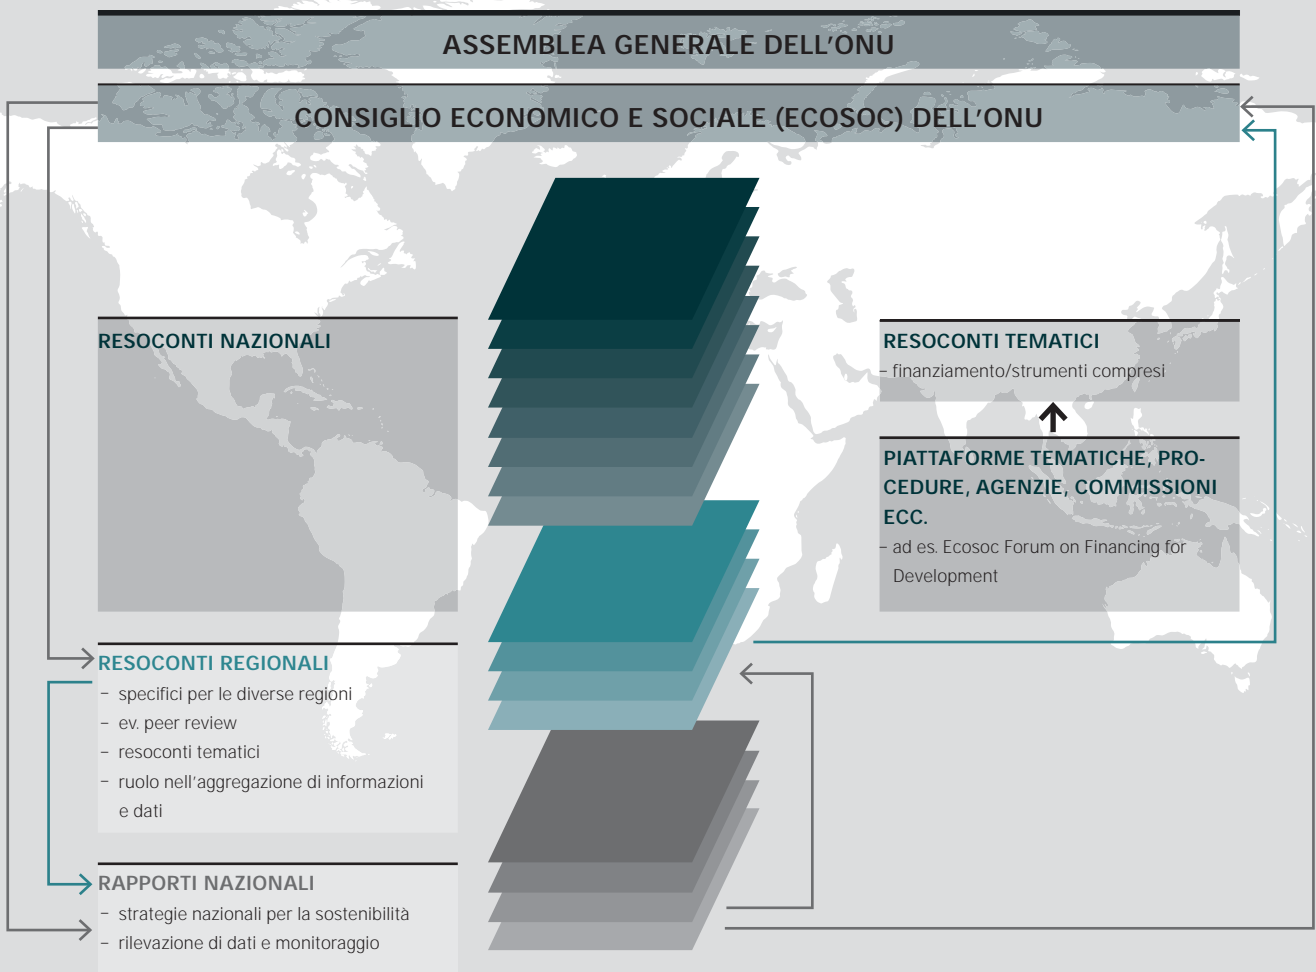 ASSEMBLEA GENERALE DELL'ONU
CONSIGLIO ECONOMICO E SOCIALE (ECOSOC) DELL'ONU
RESOCONTI NAZIONALI
RESOCONTI TEMATICI
– finanziamento/strumenti compresi
PIATTAFORME TEMATICHE, PRO-
CEDURE, AGENZIE, COMMISSIONI
ECC.
– ad es. Ecosoc Forum on Financing for
Development
RESOCONTI REGIONALI
– specifici per le diverse regioni
– ev. peer review
– resoconti tematici
– ruolo nell'aggregazione di informazioni
e dati
RAPPORTI NAZIONALI
– strategie nazionali per la sostenibilità
– rilevazione di dati e monitoraggio